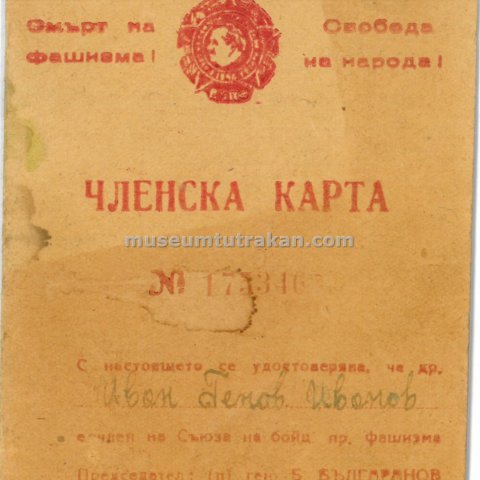 Смърт на
фашизма!
Свобода
на народа!
ЧЛЕНСКА КАРТА
museumtutrakan.com
№
С настоящето се удостоверява, че др.
Иван Генов Иванов
е член на Съюза на бойц. пр. фашизма
Председател: (п) ген. Б. БЪЛГАРАНОВ